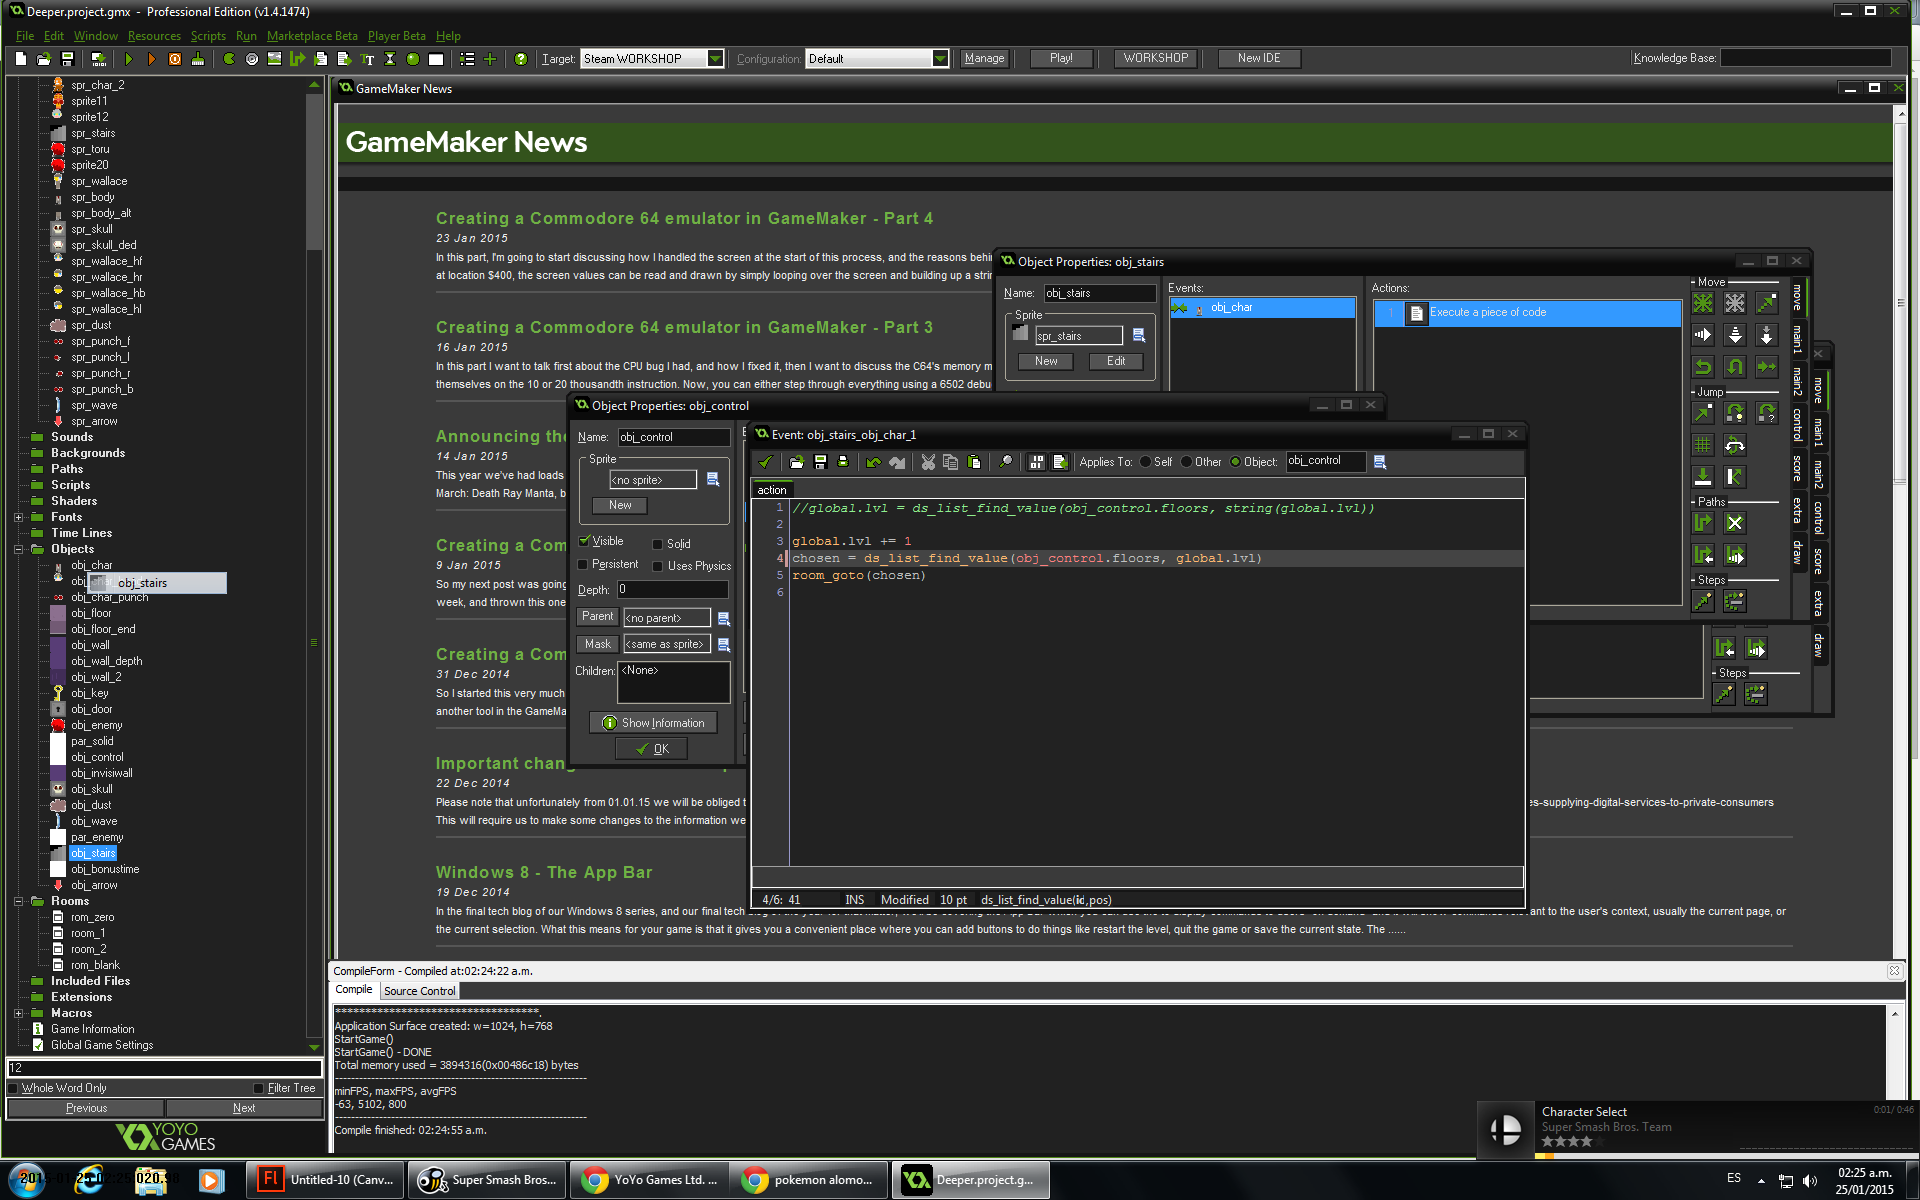 Deeper.project.gmx - Professional Edition (v1.4.1474)
File Edit Window Resources Scripts Run Marketplace Beta Player Beta Help
Target: Steam WORKSHOP Configuration: Default Manage Play! WORKSHOP New IDE Knowledge Base:
spr_char_2
sprite11
sprite12
spr_stairs
spr_toru
sprite20
spr_wallace
spr_body
spr_body_alt
spr_skull
spr_skull_ded
spr_wallace_hf
spr_wallace_hr
spr_wallace_hb
spr_wallace_hl
spr_dust
spr_punch_f
spr_punch_l
spr_punch_r
spr_punch_b
spr_wave
spr_arrow
Sounds
Backgrounds
Paths
Scripts
Shaders
Fonts
Time Lines
Objects
obj_char
obj_stairs
obj_char_punch
obj_floor
obj_floor_end
obj_wall
obj_wall_depth
obj_wall_2
obj_key
obj_door
obj_enemy
par_solid
obj_control
obj_invisiwall
obj_skull
obj_dust
obj_wave
par_enemy
obj_stairs
obj_bonustime
obj_arrow
Rooms
rom_zero
room_1
room_2
rom_blank
Included Files
Extensions
Macros
Game Information
Global Game Settings
12
Whole Word Only Filter Tree
Previous Next
YOYO
GAMES
GameMaker News
GameMaker News
Creating a Commodore 64 emulator in GameMaker - Part 4
23 Jan 2015
In this part, I'm going to start discussing how I handled the screen at the start of this process, and the reasons behi
at location $400, the screen values can be read and drawn by simply looping over the screen and building up a strin
Creating a Commodore 64 emulator in GameMaker - Part 3
16 Jan 2015
In this part I want to talk first about the CPU bug I had, and how I fixed it, then I want to discuss the C64's memory m
themselves on the 10 or 20 thousandth instruction. Now, you can either step through everything using a 6502 debu
Announcing the
14 Jan 2015
This year we've had loads
March: Death Ray Manta, b
Creating a Com
9 Jan 2015
So my next post was going
week, and thrown this one
Creating a Com
31 Dec 2014
So I started this very much
another tool in the GameMa
Important chang
22 Dec 2014
Please note that unfortunately from 01.01.15 we will be obliged t
es-supplying-digital-services-to-private-consumers
This will require us to make some changes to the information we
Windows 8 - The App Bar
19 Dec 2014
In the final tech blog of our Windows 8 series, and our final tech
ant to the user's context, usually the current page, or
the current selection. What this means for your game is that it gives you a convenient place where you can add buttons to do things like restart the level, quit the game or save the current state. The ......
Object Properties: obj_stairs
Name: obj_stairs
Sprite
spr_stairs
New Edit
Events:
obj_char
Actions:
1 Execute a piece of code
Move
Jump
Paths
Steps
move
main1
main2
control
score
extra
draw
move
main1
main2
control
score
extra
draw
Steps
Object Properties: obj_control
Name: obj_control
Sprite
<no sprite>
New
Visible Solid
Persistent Uses Physics
Depth: 0
Parent <no parent>
Mask <same as sprite>
Children: <None>
Show Information
OK
Event: obj_stairs_obj_char_1
Applies To: Self Other Object: obj_control
action
1 //global.lvl = ds_list_find_value(obj_control.floors, string(global.lvl))
2
3 global.lvl += 1
4 chosen = ds_list_find_value(obj_control.floors, global.lvl)
5 room_goto(chosen)
6
4/6: 41 INS Modified 10 pt ds_list_find_value(id,pos)
CompileForm - Compiled at:02:24:22 a.m.
Compile Source Control
***********************************.
Application Surface created: w=1024, h=768
StartGame()
StartGame() - DONE
Total memory used = 3894316(0x00486c18) bytes
minFPS, maxFPS, avgFPS
-63, 5102, 800
Compile finished: 02:24:55 a.m.
Character Select 0:01/ 0:46
Super Smash Bros. Team
Untitled-10 (Canv... Super Smash Bros... YoYo Games Ltd. ... pokemon alomo... Deeper.project.g...
ES
02:25 a.m.
25/01/2015